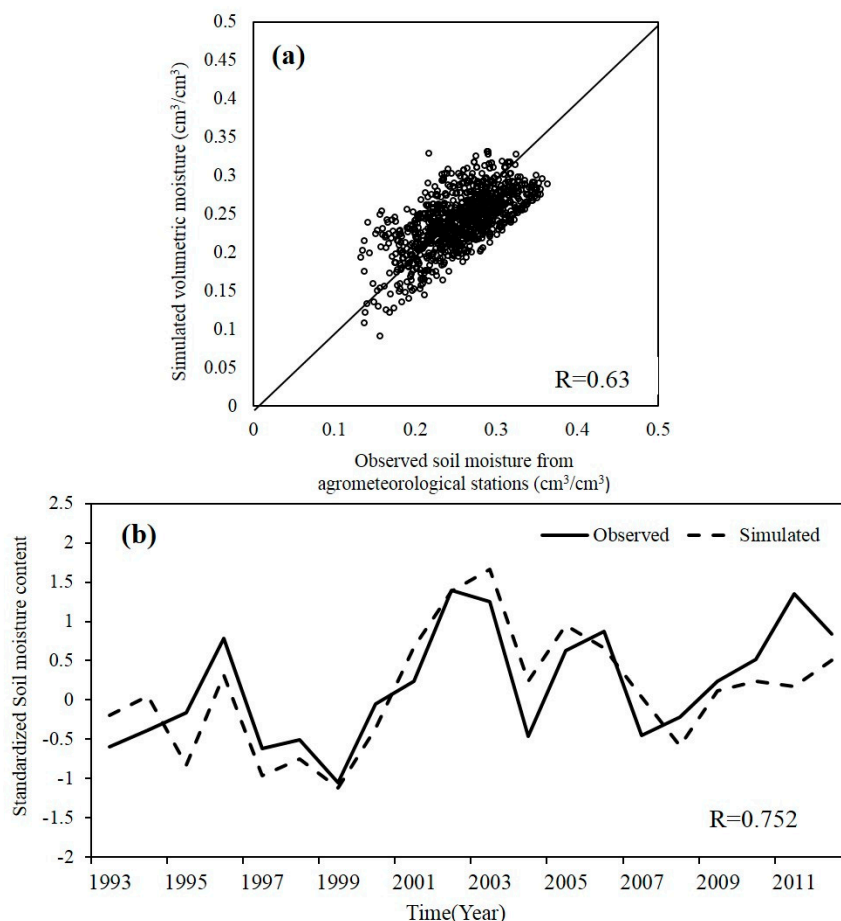 0.5
0.45
0.4
0.35
0.3
0.25
0.2
0.15
0.1
0.05
0
Simulated volumetric moisture (cm³/cm³)
(a)
R=0.63
0 0.1 0.2 0.3 0.4 0.5
Observed soil moisture from
agrometeorological stations (cm³/cm³)
2.5
2
1.5
1
0.5
0
-0.5
-1
-1.5
-2
Standardized Soil moisture content
(b)
Observed Simulated
R=0.752
1993 1995 1997 1999 2001 2003 2005 2007 2009 2011
Time(Year)